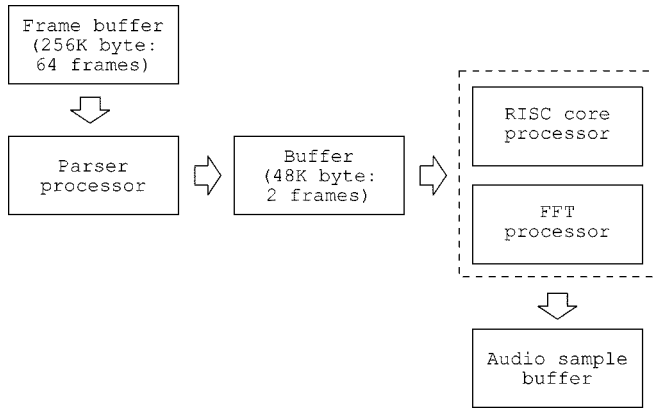 Frame buffer
(256K byte:
64 frames)
Parser
processor
Buffer
(48K byte:
2 frames)
RISC core
processor
FFT
processor
Audio sample
buffer